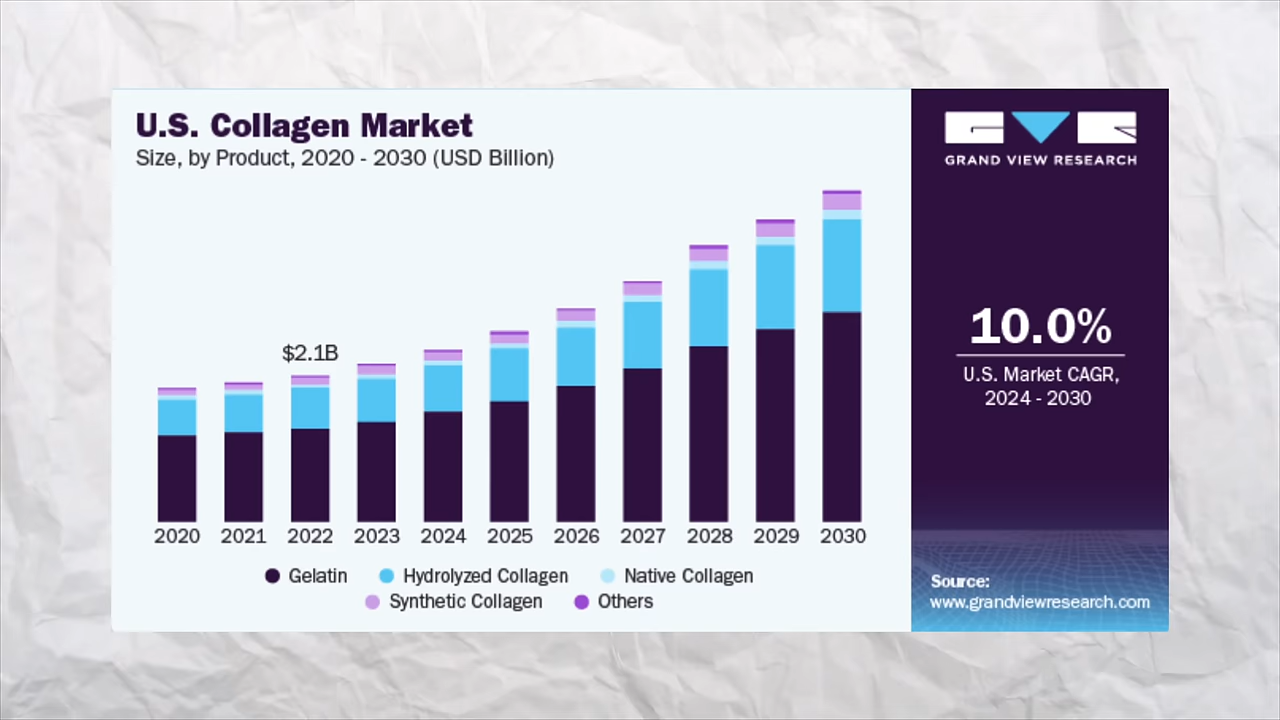 U.S. Collagen Market
Size, by Product, 2020 - 2030 (USD Billion)
$2.1B
2020 2021 2022 2023 2024 2025 2026 2027 2028 2029 2030
Gelatin Hydrolyzed Collagen Native Collagen
Synthetic Collagen Others
GRAND VIEW RESEARCH
10.0%
U.S. Market CAGR,
2024 - 2030
Source:
www.grandviewresearch.com